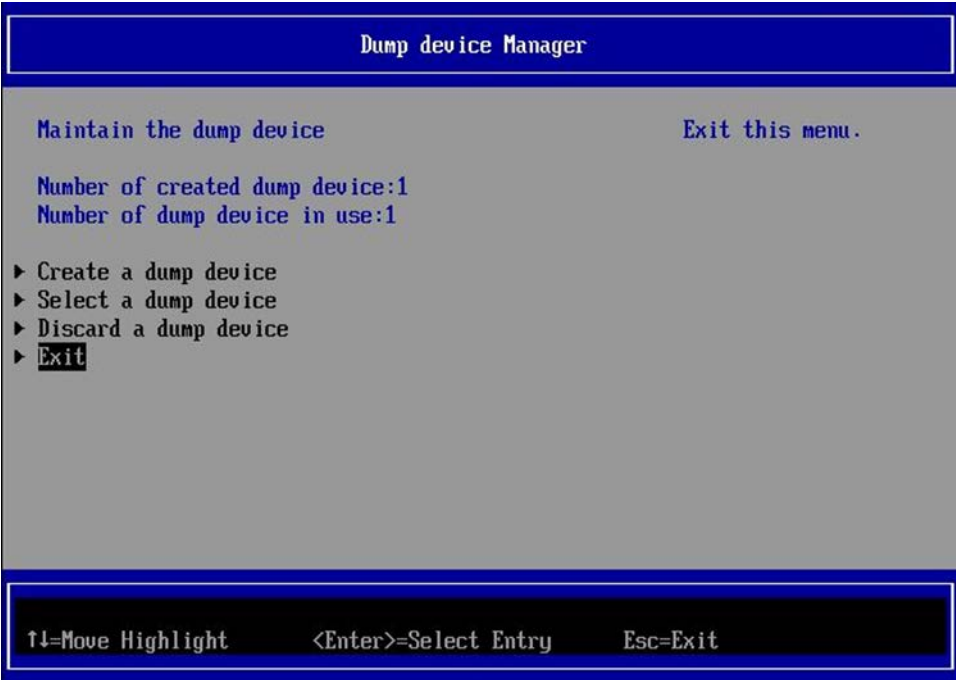 Dump device Manager
Maintain the dump device
Exit this menu.
Number of created dump device:1
Number of dump device in use:1
▶ Create a dump device
▶ Select a dump device
▶ Discard a dump device
▶ Exit
↑↓=Move Highlight <Enter>=Select Entry Esc=Exit